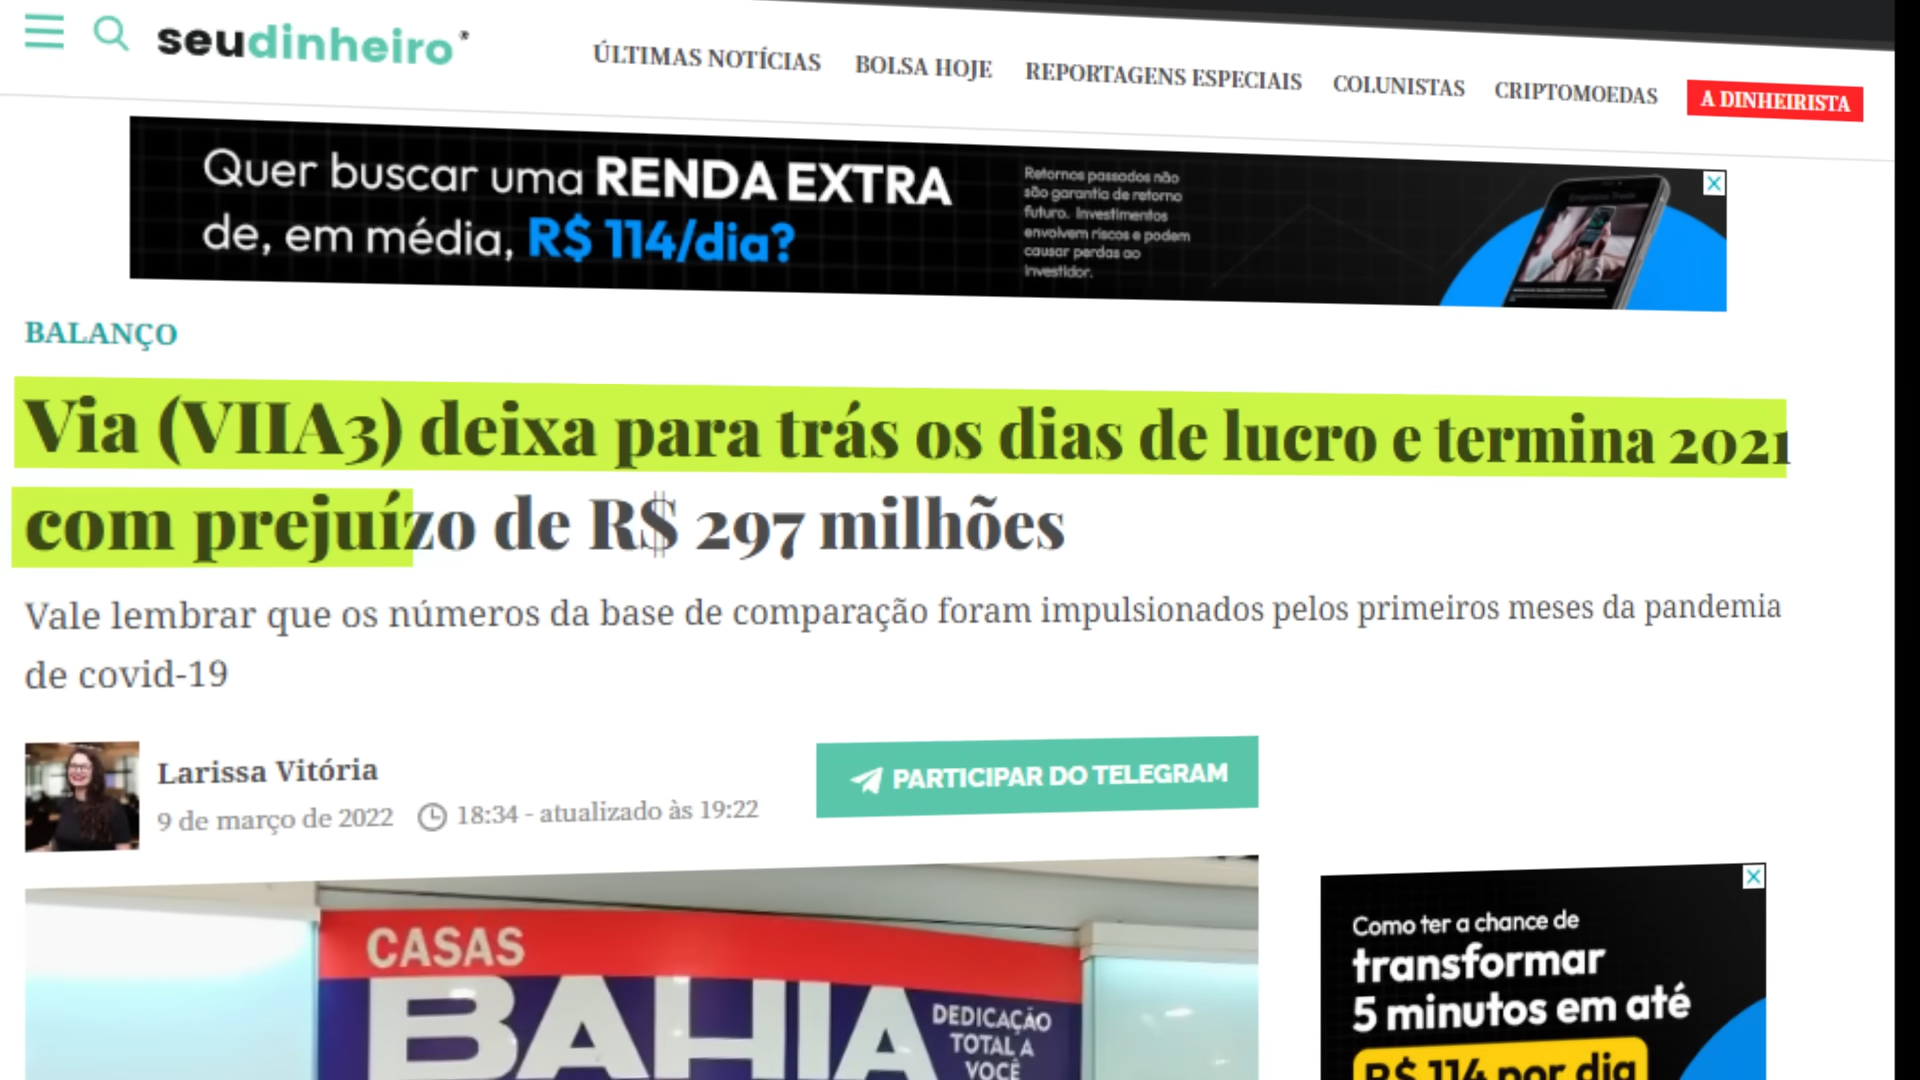 seudinheiro*
ÚLTIMAS NOTÍCIAS BOLSA HOJE REPORTAGENS ESPECIAIS COLUNISTAS CRIPTOMOEDAS A DINHEIRISTA
Quer buscar uma RENDA EXTRA
de, em média, R$ 114/dia?
Retornos passados não
são garantia de retorno
futuro. Investimentos
envolvem riscos e podem
causar perdas ao
investidor.
BALANÇO
Via (VIIA3) deixa para trás os dias de lucro e termina 2021
com prejuízo de R$ 297 milhões
Vale lembrar que os números da base de comparação foram impulsionados pelos primeiros meses da pandemia
de covid-19
Larissa Vitória
9 de março de 2022 18:34 - atualizado às 19:22
PARTICIPAR DO TELEGRAM
CASAS
BAHIA
DEDICAÇÃO
TOTAL A
VOCÊ
Como ter a chance de
transformar
5 minutos em até
R$ 114 por dia